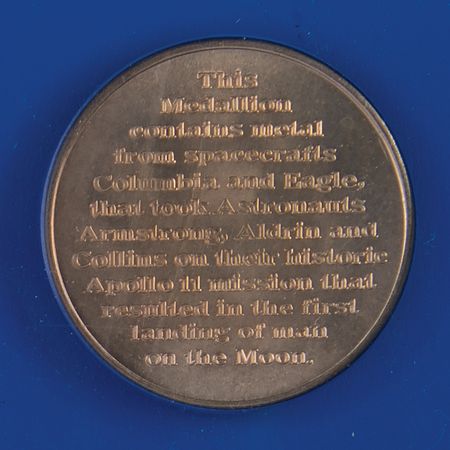 This
Medallion
contains metal
from spacecrafts
Columbia and Eagle,
that took Astronauts
Armstrong, Aldrin and
Collins on their historic
Apollo 11 mission that
resulted in the first
landing of man
on the Moon.